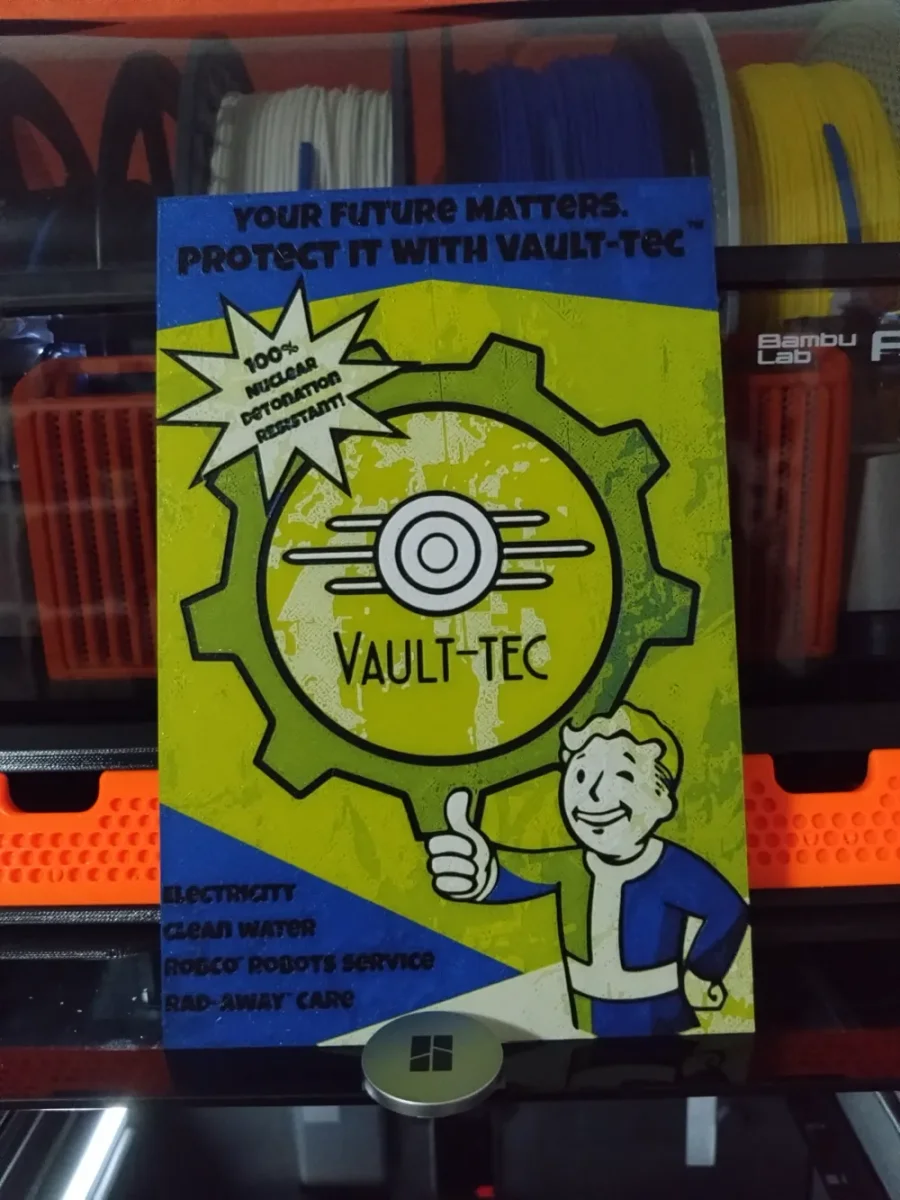 YOUR FUTURE MATTERS.
PROTECT IT WITH VAULT-TEC™
100%
NUCLEAR
DETONATION
RESISTANT!
Bambu
Lab
VAULT-TEC
ELECTRICITY
CLEAN WATER
ROBCO™ ROBOTS SERVICE
RAD-AWAY™ CARE